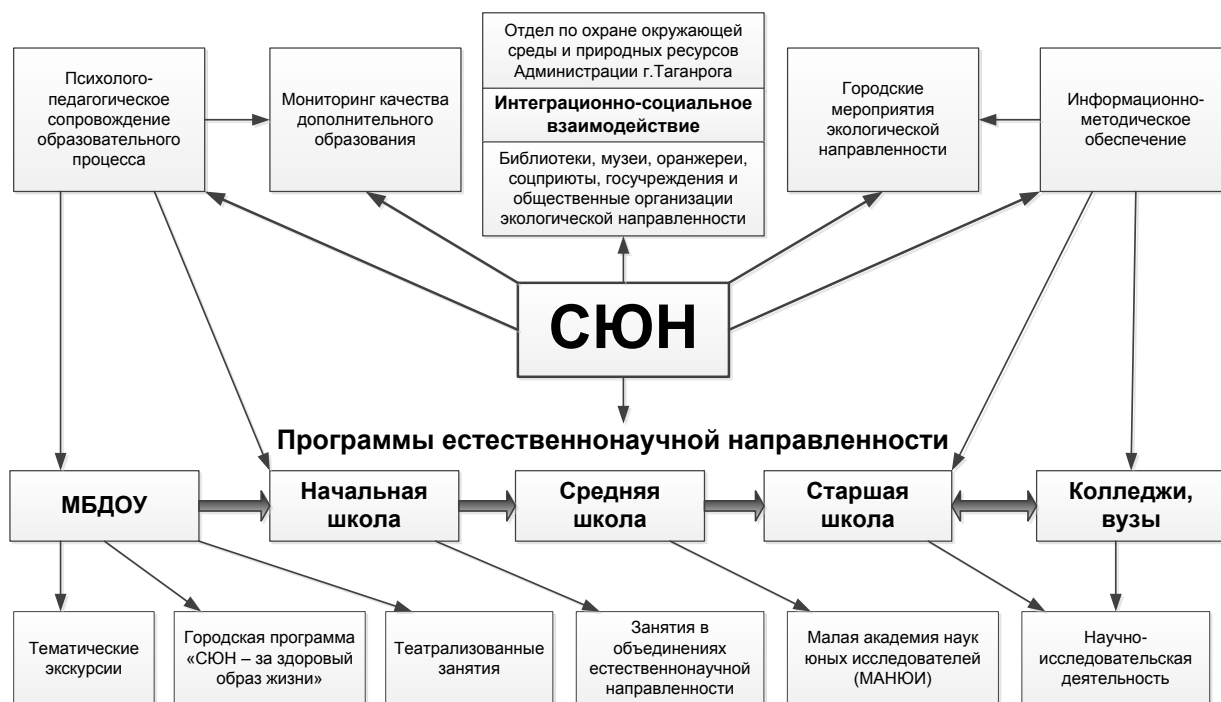 Психолого-
педагогическое
сопровождение
образовательного
процесса
Мониторинг качества
дополнительного
образования
Отдел по охране окружающей
среды и природных ресурсов
Администрации г.Таганрога
Интеграционно-социальное
взаимодействие
Библиотеки, музеи, оранжереи,
соцприюты, госучреждения и
общественные организации
экологической направленности
Городские
мероприятия
экологической
направленности
Информационно-
методическое
обеспечение
СЮН
Программы естественнонаучной направленности
МБДОУ
Начальная
школа
Средняя
школа
Старшая
школа
Колледжи,
вузы
Тематические
экскурсии
Городская программа
«СЮН – за здоровый
образ жизни»
Театрализованные
занятия
Занятия в
объединениях
естественнонаучной
направленности
Малая академия наук
юных исследователей
(МАНЮИ)
Научно-
исследовательская
деятельность